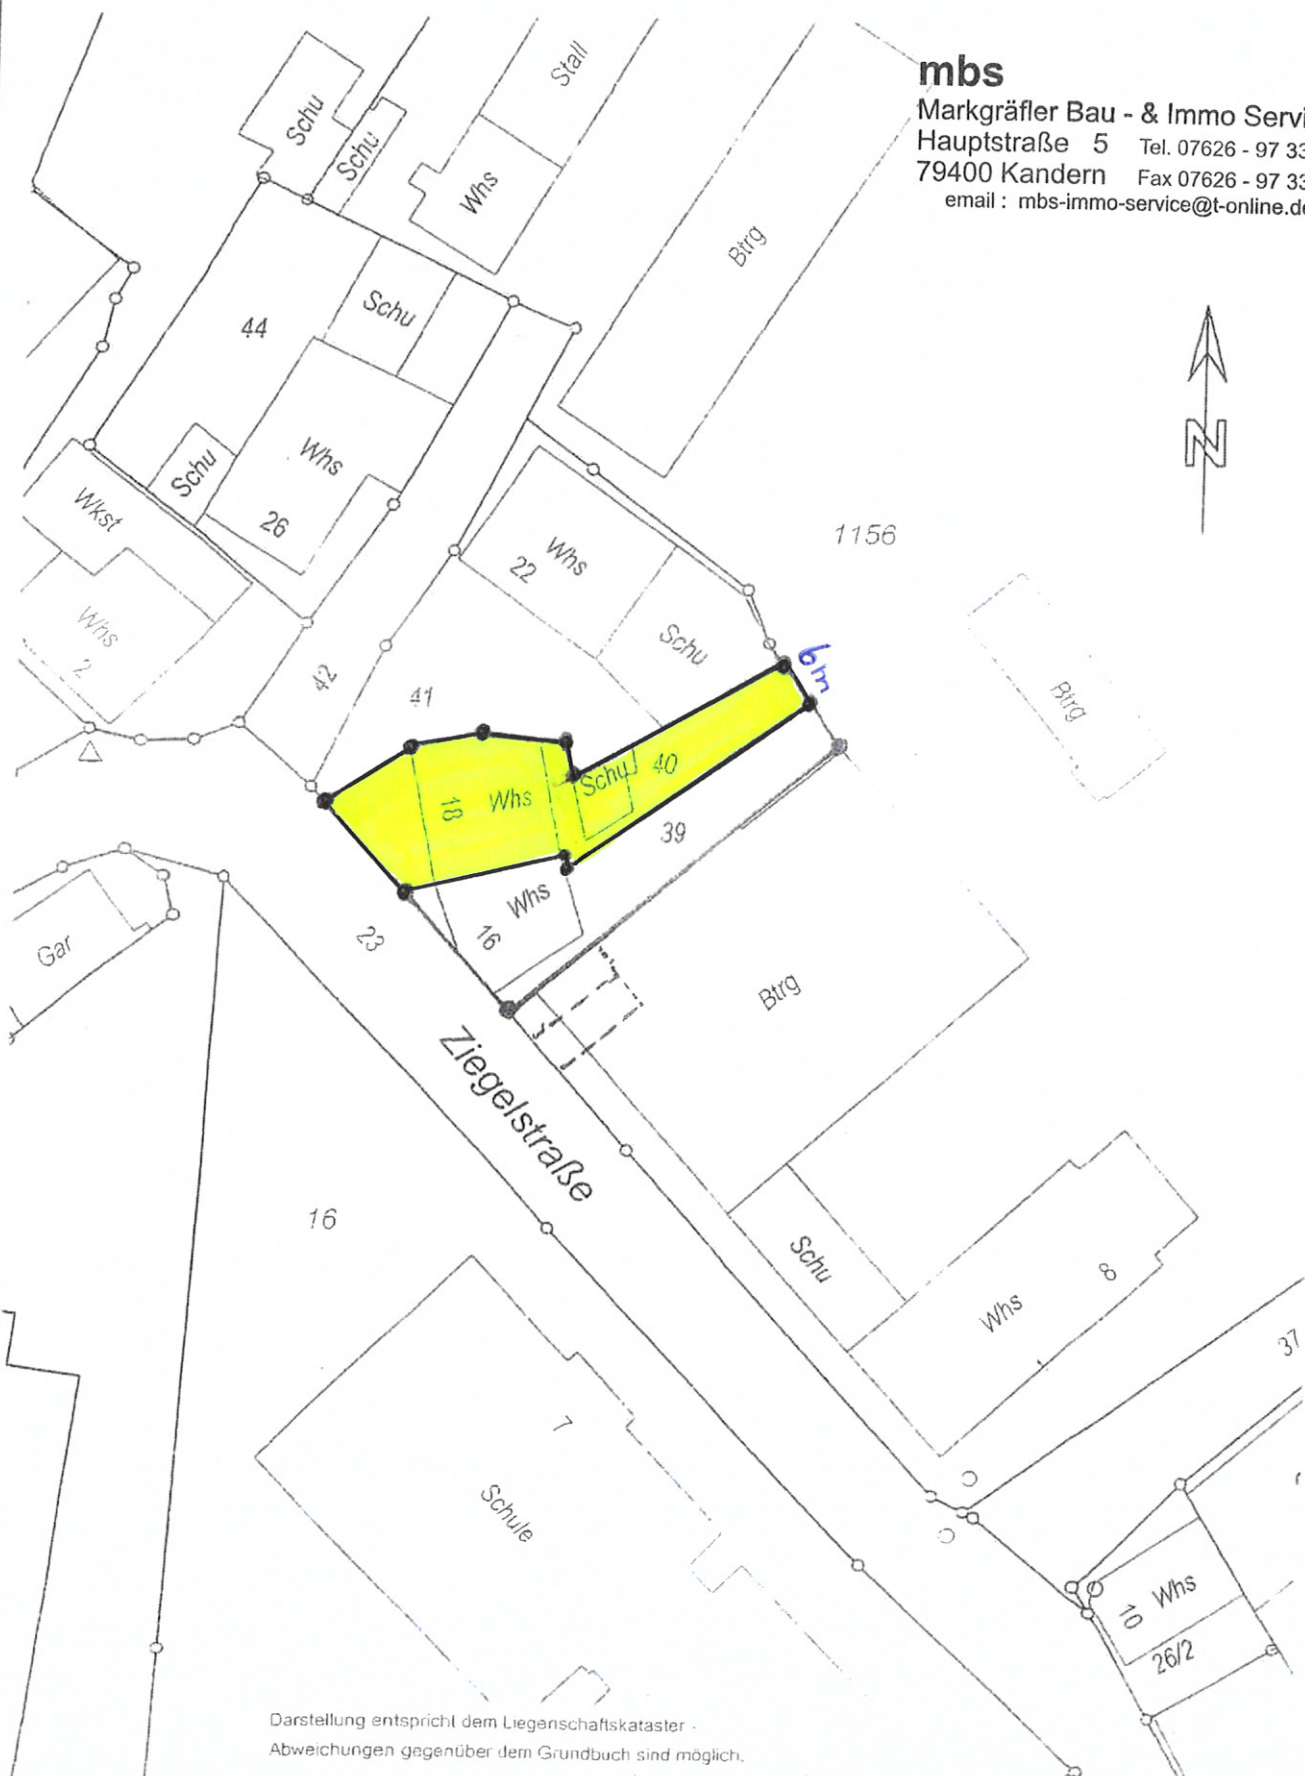 mbs
Markgräfler Bau - & Immo Servi
Hauptstraße 5 Tel. 07626 - 97 33
79400 Kandern Fax 07626 - 97 33
email : mbs-immo-service@t-online.de
Stall
Schu
Schu
Whs
Btrg
44
Schu
N
Whs
Schu
26
Wkst
1156
Whs
22
Whs
2
Schu
6m
42
41
Btrg
40
Schu
Whs
18
39
Whs
16
23
Gar
Btrg
Ziegelstraße
16
Schu
8
Whs
37
7
Schule
Whs
10
26/2
Darstellung entspricht dem Liegenschaftskataster -
Abweichungen gegenüber dem Grundbuch sind möglich.